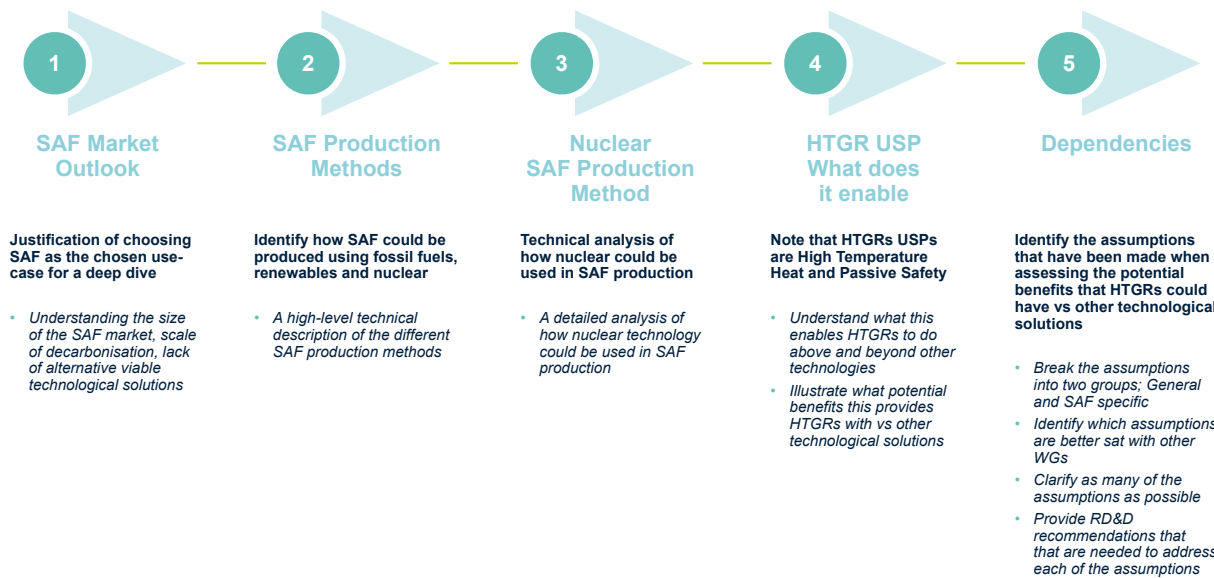 1
SAF Market
Outlook
Justification of choosing
SAF as the chosen use-
case for a deep dive
• Understanding the size
of the SAF market, scale
of decarbonisation, lack
of alternative viable
technological solutions
2
SAF Production
Methods
Identify how SAF could be
produced using fossil fuels,
renewables and nuclear
• A high-level technical
description of the different
SAF production methods
3
Nuclear
SAF Production
Method
Technical analysis of
how nuclear could be
used in SAF production
• A detailed analysis of
how nuclear technology
could be used in SAF
production
4
HTGR USP
What does
it enable
Note that HTGRs USPs
are High Temperature
Heat and Passive Safety
• Understand what this
enables HTGRs to do
above and beyond other
technologies
• Illustrate what potential
benefits this provides
HTGRs with vs other
technological solutions
5
Dependencies
Identify the assumptions
that have been made when
assessing the potential
benefits that HTGRs could
have vs other technological
solutions
• Break the assumptions
into two groups; General
and SAF specific
• Identify which assumptions
are better sat with other
WGs
• Clarify as many of the
assumptions as possible
• Provide RD&D
recommendations that
that are needed to address
each of the assumptions